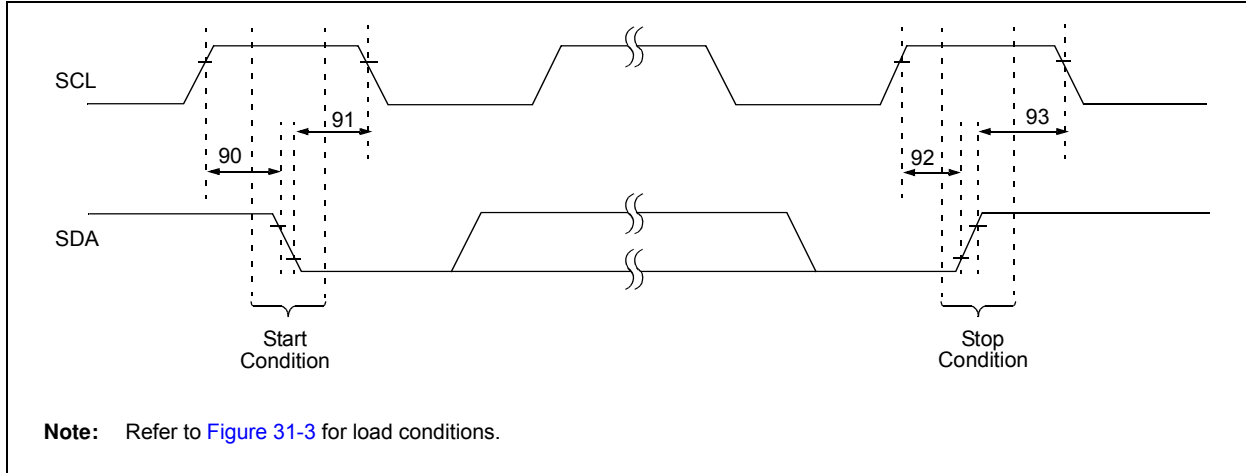 SCL
91
93
90
92
SDA
Start
Condition
Stop
Condition
Note: Refer to Figure 31-3 for load conditions.